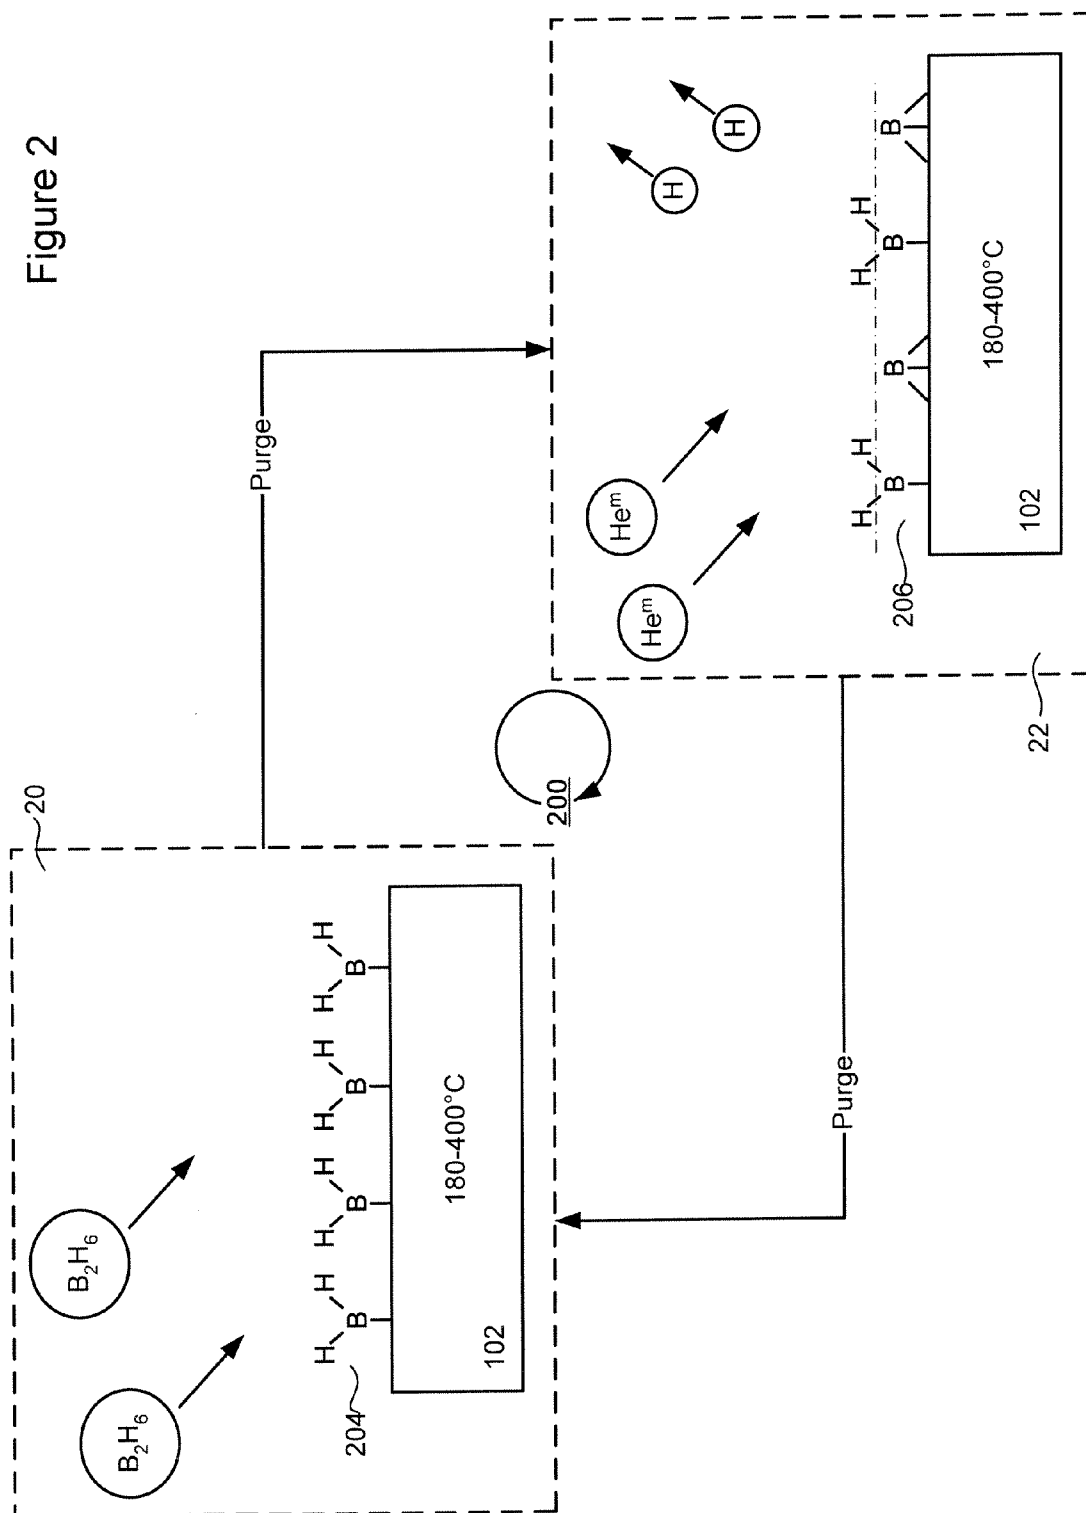 Figure 2
20
B₂H₆
B₂H₆
H H H H H H H H
B B B B
204
180-400°C
102
Purge
200
Purge
Heᵐ
Heᵐ
H
H
H H H H
B B B B
206
180-400°C
102
22